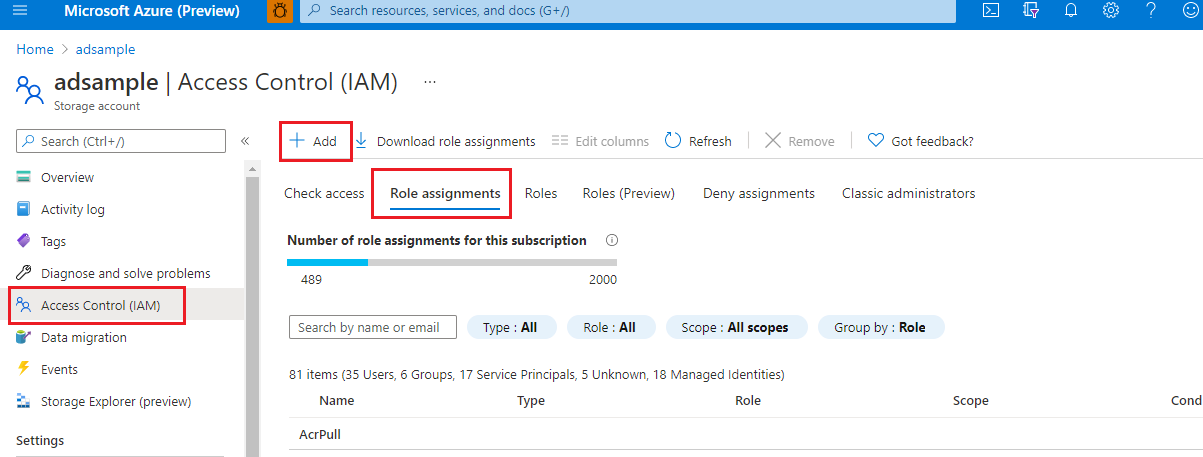 Microsoft Azure (Preview) Search resources, services, and docs (G+/)
Home > adsample
adsample | Access Control (IAM) ...
Storage account
Search (Ctrl+/) «
+ Add Download role assignments Edit columns Refresh Remove Got feedback?
Overview
Activity log
Tags
Diagnose and solve problems
Access Control (IAM)
Data migration
Events
Storage Explorer (preview)
Settings
Check access Role assignments Roles Roles (Preview) Deny assignments Classic administrators
Number of role assignments for this subscription
489 2000
Search by name or email Type : All Role : All Scope : All scopes Group by : Role
81 items (35 Users, 6 Groups, 17 Service Principals, 5 Unknown, 18 Managed Identities)
Name Type Role Scope Cond
AcrPull